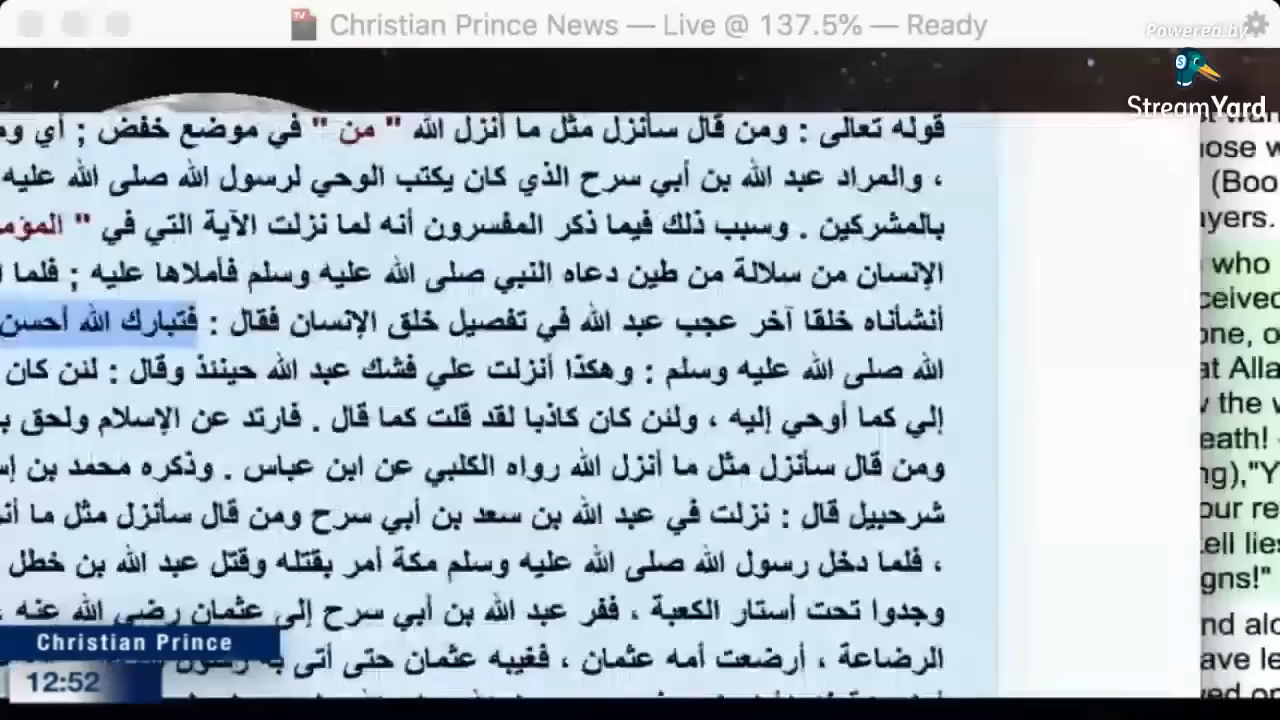 Christian Prince News — Live @ 137.5% — Ready
Powered by
StreamYard
قوله تعالى : ومن قال سأنزل مثل ما أنزل الله " من " في موضع خفض ; أي
، والمراد عبد الله بن أبي سرح الذي كان يكتب الوحي لرسول الله صلى الله عليه
بالمشركين . وسبب ذلك فيما ذكر المفسرون أنه لما نزلت الآية التي في "
الإنسان من سلالة من طين دعاه النبي صلى الله عليه وسلم فأملاها عليه ; فلما
أنشأناه خلقا آخر عجب عبد الله في تفصيل خلق الإنسان فقال : فتبارك الله أحسن
الله صلى الله عليه وسلم : وهكذا أنزلت علي فشك عبد الله حينئذ وقال : لئن كان
إلي كما أوحي إليه ، ولئن كان كاذبا لقد قلت كما قال . فارتد عن الإسلام ولحق
ومن قال سأنزل مثل ما أنزل الله رواه الكلبي عن ابن عباس . وذكره محمد بن
شرحبيل قال : نزلت في عبد الله بن سعد بن أبي سرح ومن قال سأنزل مثل ما
، فلما دخل رسول الله صلى الله عليه وسلم مكة أمر بقتله وقتل عبد الله بن خطل
وجدوا تحت أستار الكعبة ، ففر عبد الله بن أبي سرح إلى عثمان رضي الله عنه ،
الرضاعة ، أرضعت أمه عثمان ، فغيبه عثمان حتى أتى به
(Boo
yers.
who
ceived
one, o
at Alla
the
eath!
ng),"Y
our re
tell lies
gns!"
nd alo
ave le
Christian Prince
12:52